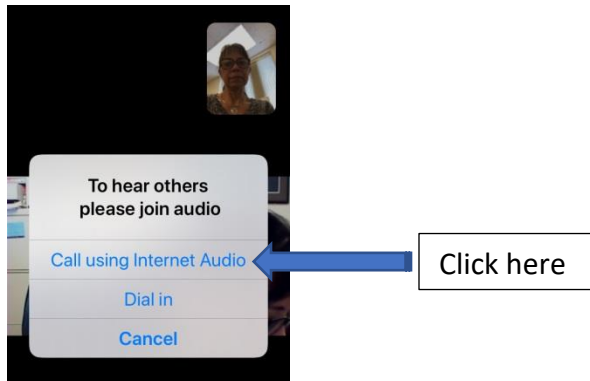 To hear others
please join audio
Call using Internet Audio
Click here
Dial in
Cancel